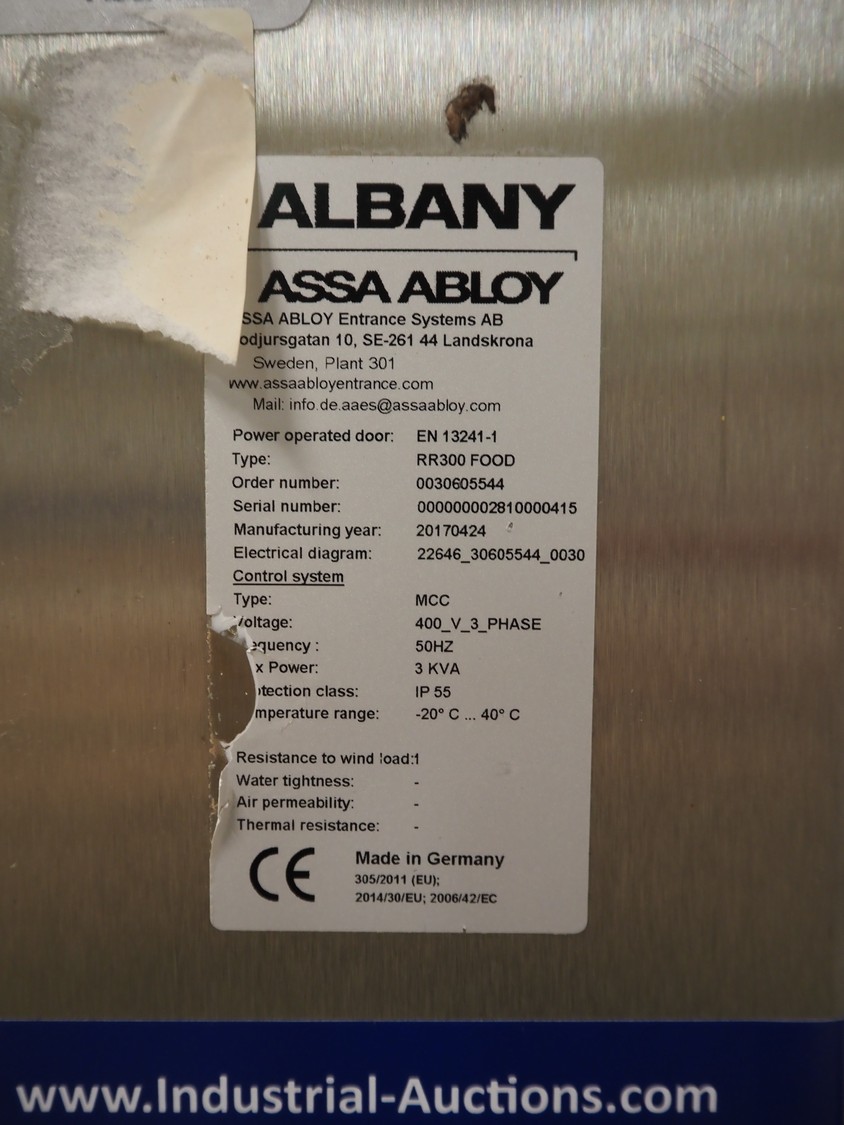 ALBANY
ASSA ABLOY
SSA ABLOY Entrance Systems AB
odjursgatan 10, SE-261 44 Landskrona
Sweden, Plant 301
www.assaabloyentrance.com
Mail: info.de.aaes@assaabloy.com
Power operated door: EN 13241-1
Type: RR300 FOOD
Order number: 0030605544
Serial number: 000000002810000415
Manufacturing year: 20170424
Electrical diagram: 22646_30605544_0030
Control system
Type: MCC
Voltage: 400_V_3_PHASE
equency : 50HZ
x Power: 3 KVA
otection class: IP 55
mperature range: -20° C ... 40° C
Resistance to wind load:1
Water tightness: -
Air permeability: -
Thermal resistance: -
CE Made in Germany
305/2011 (EU);
2014/30/EU; 2006/42/EC
www.Industrial-Auctions.com